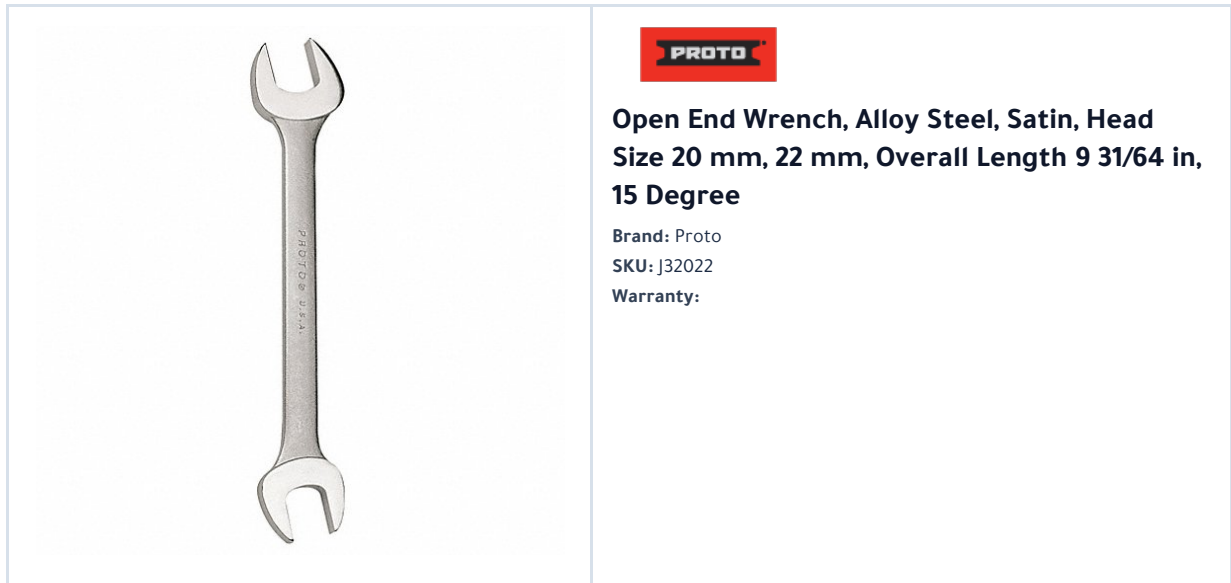 PROTO
Open End Wrench, Alloy Steel, Satin, Head
Size 20 mm, 22 mm, Overall Length 9 31/64 in,
15 Degree
Brand: Proto
SKU: J32022
Warranty:
PROTO® U.S.A.